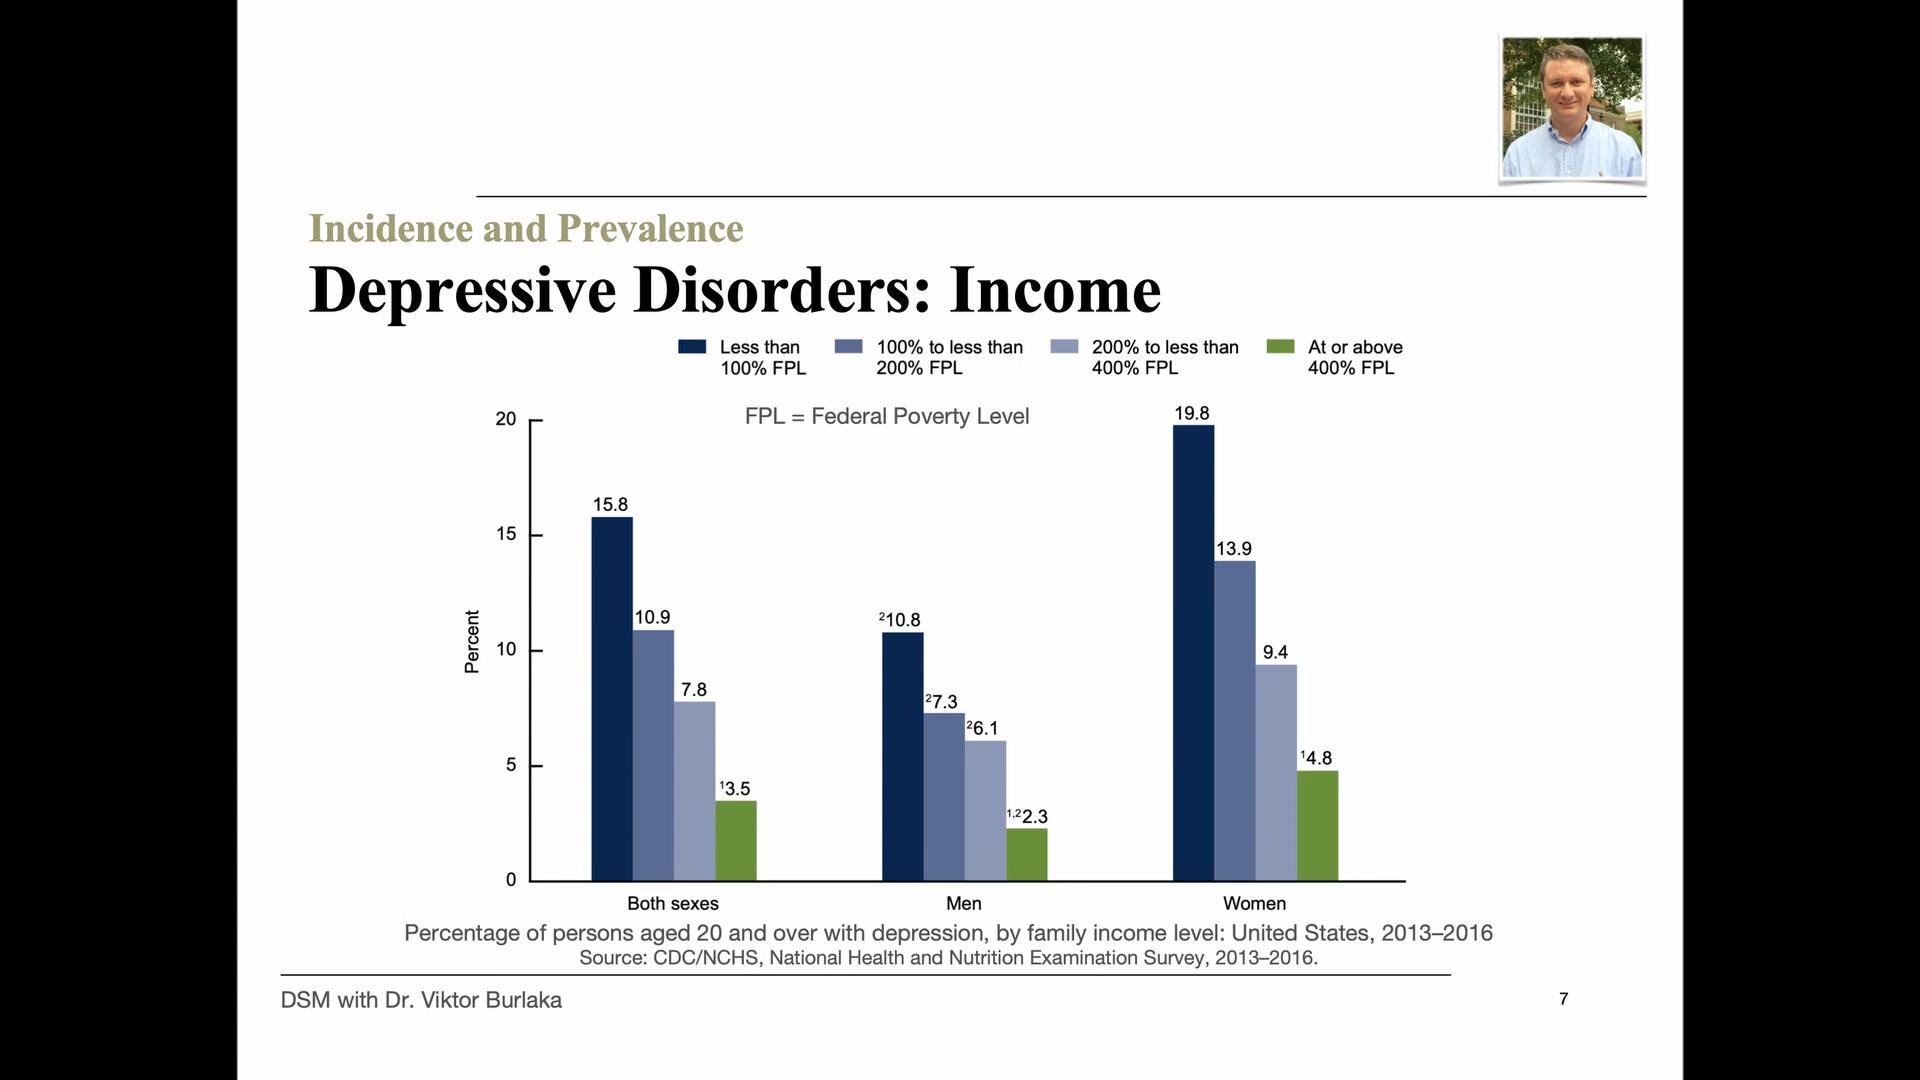 Incidence and Prevalence
Depressive Disorders: Income
Less than
100% FPL
100% to less than
200% FPL
200% to less than
400% FPL
At or above
400% FPL
FPL = Federal Poverty Level
Percent
20
15
10
5
0
15.8
10.9
7.8
¹3.5
²10.8
²7.3
²6.1
¹,²2.3
19.8
13.9
9.4
¹4.8
Both sexes
Men
Women
Percentage of persons aged 20 and over with depression, by family income level: United States, 2013–2016
Source: CDC/NCHS, National Health and Nutrition Examination Survey, 2013–2016.
DSM with Dr. Viktor Burlaka
7